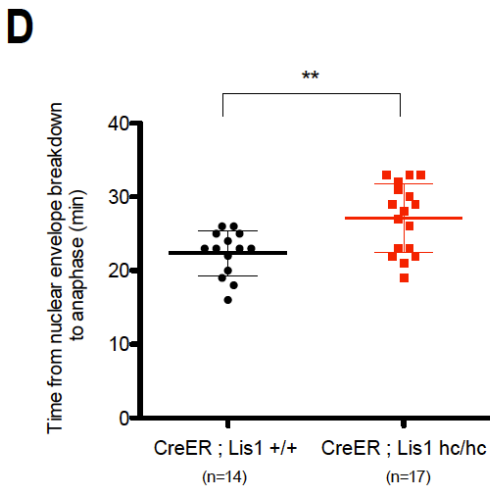 D
**
Time from nuclear envelope breakdown
to anaphase (min)
40
30
20
10
0
CreER ; Lis1 +/+ CreER ; Lis1 hc/hc
(n=14) (n=17)